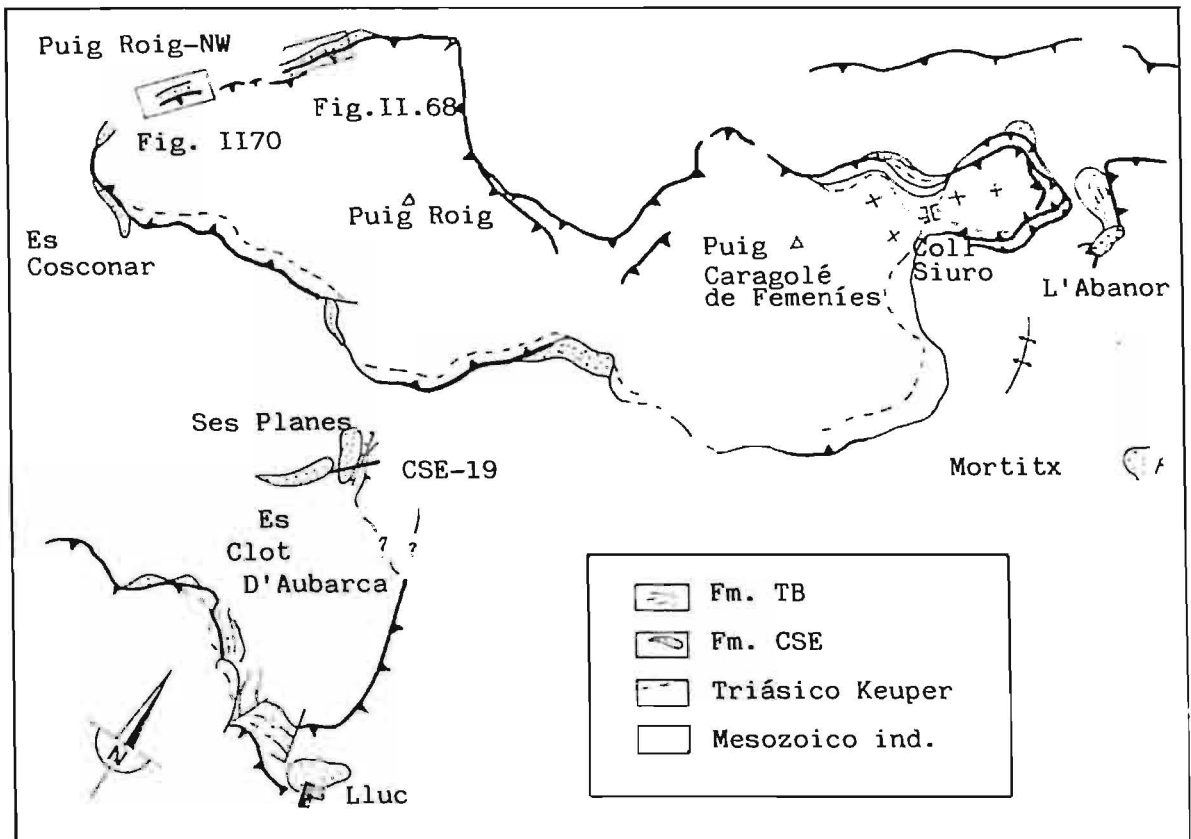 Puig Roig-NW
Fig. II70
Fig.II.68
Puig Roig
Es
Cosconar
Puig
Caragolé
de Femeníes
Coll
Siuro
L'Abanor
Ses Planes
CSE-19
Mortitx
Es
Clot
D'Aubarca
?
?
N
Lluc
Fm. TB
Fm. CSE
Triásico Keuper
Mesozoico ind.